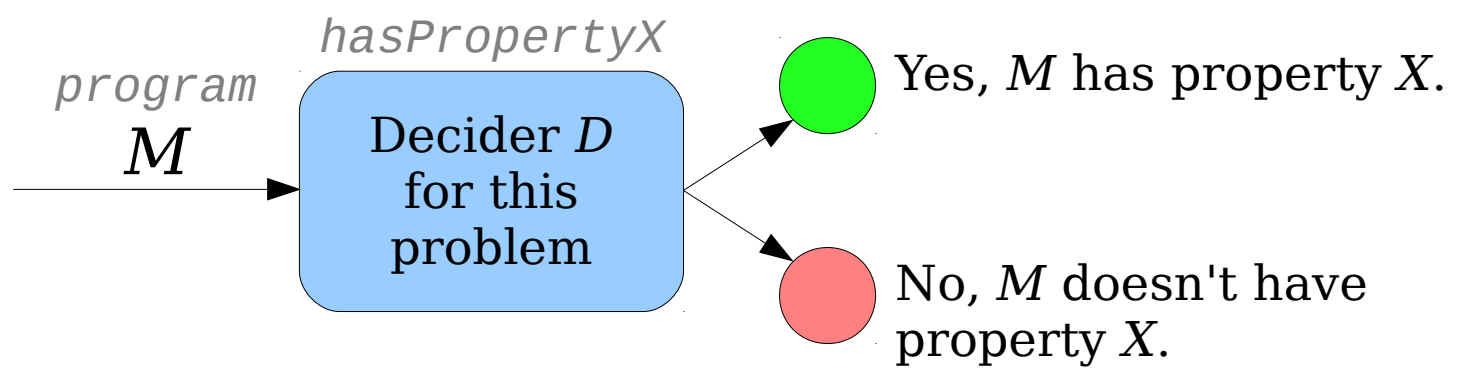 hasPropertyX
program
M
Decider D
for this
problem
Yes, M has property X.
No, M doesn't have
property X.